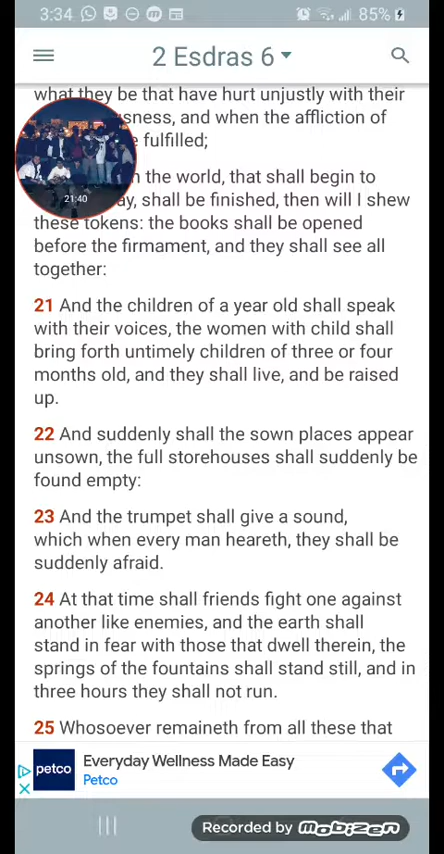 3:34 85%
2 Esdras 6
what they be that have hurt unjustly with their
sness, and when the affliction of
fulfilled;
21:40
the world, that shall begin to
ay, shall be finished, then will I shew
these tokens: the books shall be opened
before the firmament, and they shall see all
together:
21 And the children of a year old shall speak
with their voices, the women with child shall
bring forth untimely children of three or four
months old, and they shall live, and be raised
up.
22 And suddenly shall the sown places appear
unsown, the full storehouses shall suddenly be
found empty:
23 And the trumpet shall give a sound,
which when every man heareth, they shall be
suddenly afraid.
24 At that time shall friends fight one against
another like enemies, and the earth shall
stand in fear with those that dwell therein, the
springs of the fountains shall stand still, and in
three hours they shall not run.
25 Whosoever remaineth from all these that
petco
Everyday Wellness Made Easy
Petco
Recorded by Mobizen